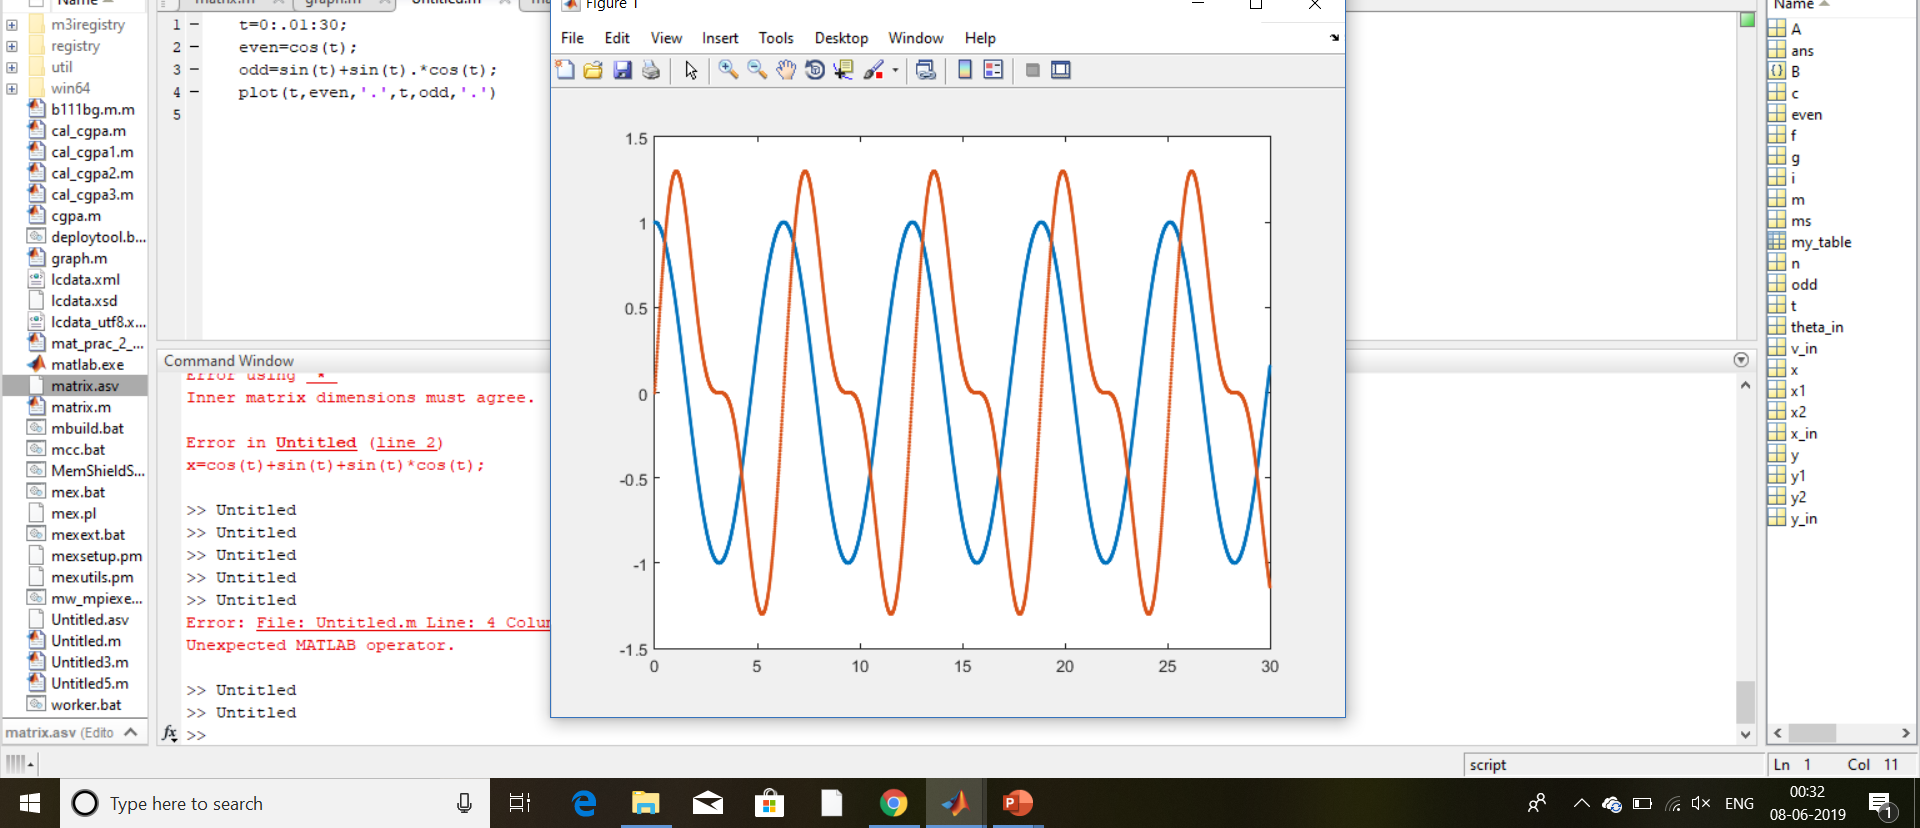 Name
m3iregistry
registry
util
win64
b111bg.m.m
cal_cgpa.m
cal_cgpa1.m
cal_cgpa2.m
cal_cgpa3.m
cgpa.m
deploytool.b...
graph.m
lcdata.xml
lcdata.xsd
lcdata_utf8.x...
mat_prac_2_...
matlab.exe
matrix.asv
matrix.m
mbuild.bat
mcc.bat
MemShieldS...
mex.bat
mex.pl
mexext.bat
mexsetup.pm
mexutils.pm
mw_mpiexe...
Untitled.asv
Untitled.m
Untitled3.m
Untitled5.m
worker.bat
matrix.asv (Edito
matrix.m graph.m Untitled.m
1 – t=0:.01:30;
2 – even=cos(t);
3 – odd=sin(t)+sin(t).*cos(t);
4 – plot(t,even,'.',t,odd,'.')
5
Command Window
Error using *
Inner matrix dimensions must agree.
Error in Untitled (line 2)
x=cos(t)+sin(t)+sin(t)*cos(t);
>> Untitled
>> Untitled
>> Untitled
>> Untitled
>> Untitled
Error: File: Untitled.m Line: 4 Colu
Unexpected MATLAB operator.
>> Untitled
>> Untitled
fx >>
Figure 1
File Edit View Insert Tools Desktop Window Help
1.5
1
0.5
0
-0.5
-1
-1.5
0 5 10 15 20 25 30
Name
A
ans
B
c
even
f
g
i
m
ms
my_table
n
odd
t
theta_in
v_in
x
x1
x2
x_in
y
y1
y2
y_in
script Ln 1 Col 11
Type here to search
ENG
00:32
08-06-2019
1